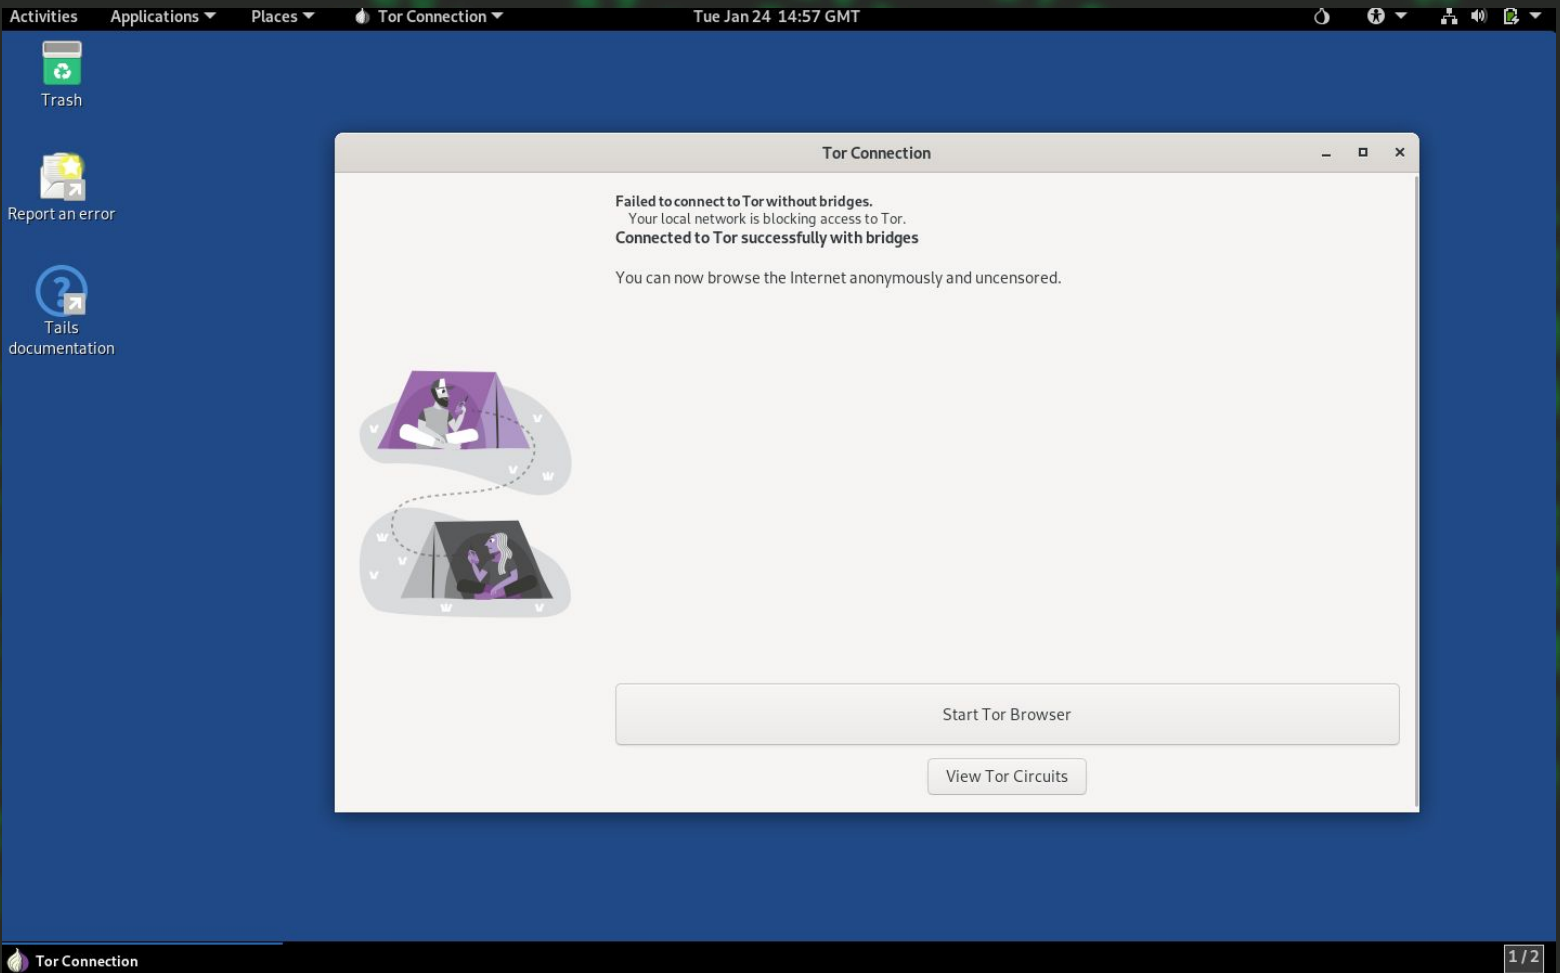 Activities Applications Places Tor Connection Tue Jan 24 14:57 GMT
Trash
Report an error
Tails
documentation
Tor Connection
Failed to connect to Tor without bridges.
Your local network is blocking access to Tor.
Connected to Tor successfully with bridges
You can now browse the Internet anonymously and uncensored.
Start Tor Browser
View Tor Circuits
Tor Connection 1 / 2